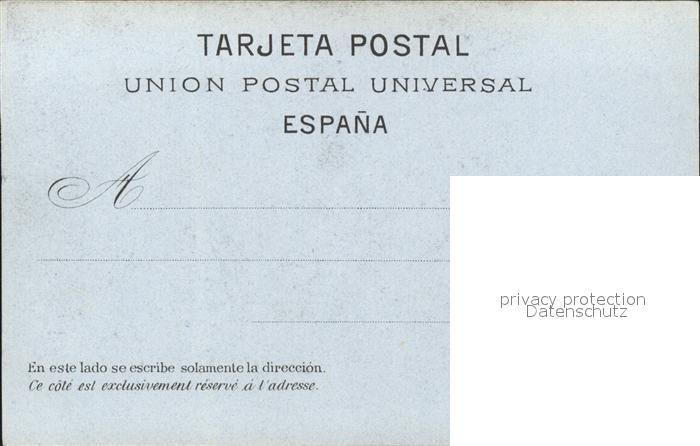 TARJETA POSTAL
UNION POSTAL UNIVERSAL
ESPAÑA
A
privacy protection
Datenschutz
En este lado se escribe solamente la dirección.
Ce côté est exclusivement réservé á l'adresse.